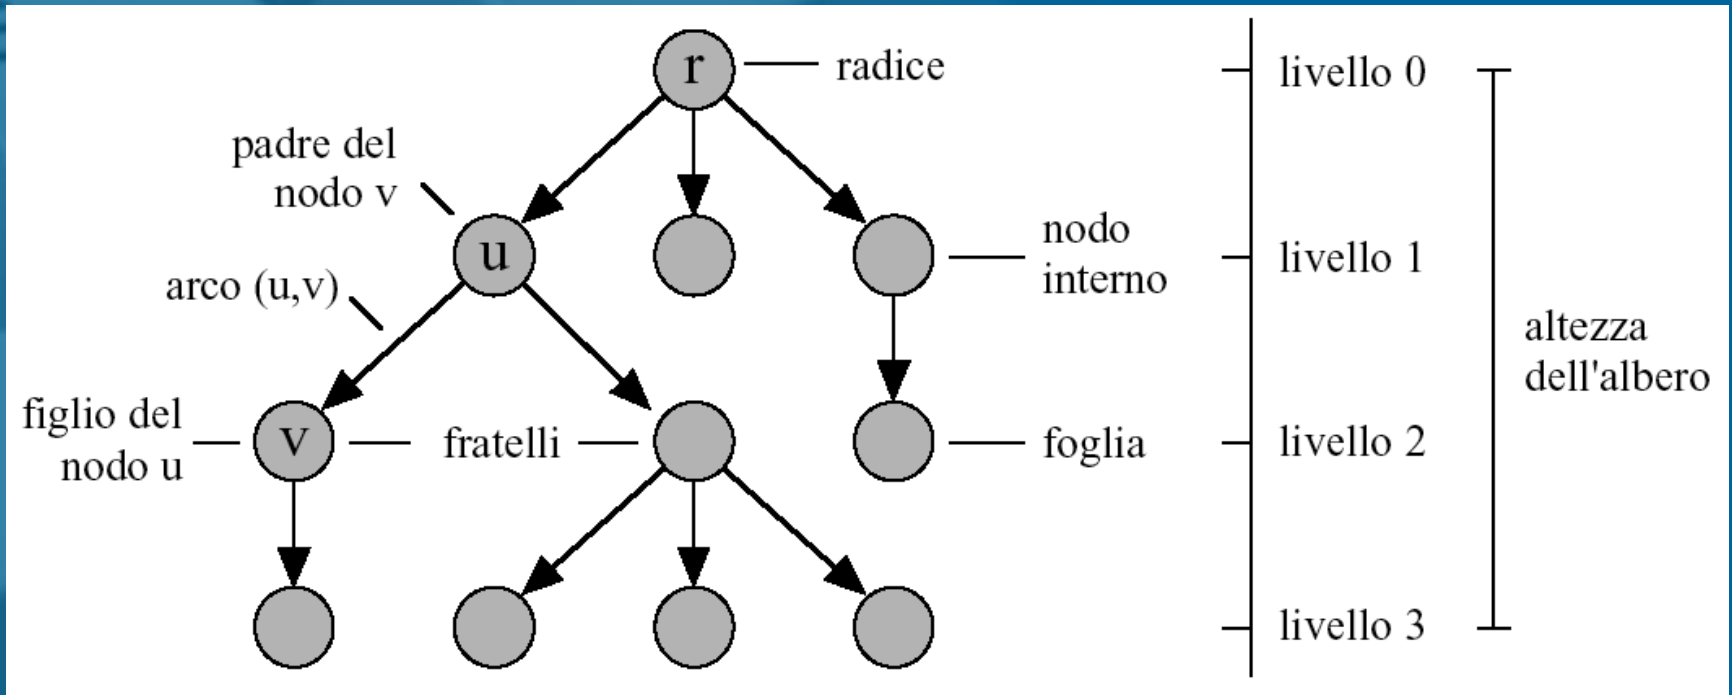 r
radice
livello 0
padre del
nodo v
u
nodo
interno
livello 1
arco (u,v)
altezza
dell'albero
figlio del
nodo u
v
fratelli
foglia
livello 2
livello 3